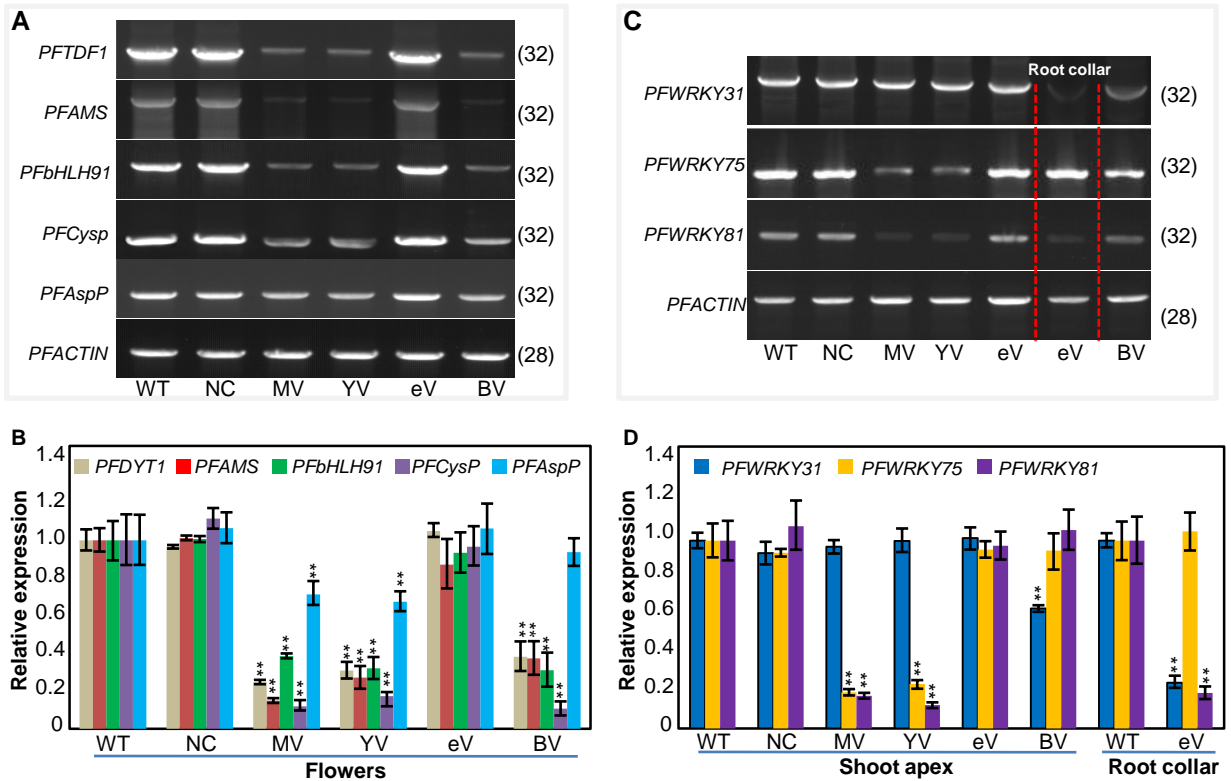 A
PFTDF1
(32)
PFAMS
(32)
PFbHLH91
(32)
PFCysp
(32)
PFAspP
(32)
PFACTIN
(28)
WT NC MV YV eV BV
C
Root collar
PFWRKY31
(32)
PFWRKY75
(32)
PFWRKY81
(32)
PFACTIN
(28)
WT NC MV YV eV eV BV
B
PFDYT1 PFAMS PFbHLH91 PFCysP PFAspP
Relative expression
1.4
1.2
1.0
0.8
0.6
0.4
0.2
0
** ** ** ** **
** ** ** ** **
** ** ** **
WT NC MV YV eV BV
Flowers
D
PFWRKY31 PFWRKY75 PFWRKY81
Relative expression
1.4
1.2
1.0
0.8
0.6
0.4
0.2
0
** **
** **
**
** **
WT NC MV YV eV BV WT eV
Shoot apex Root collar